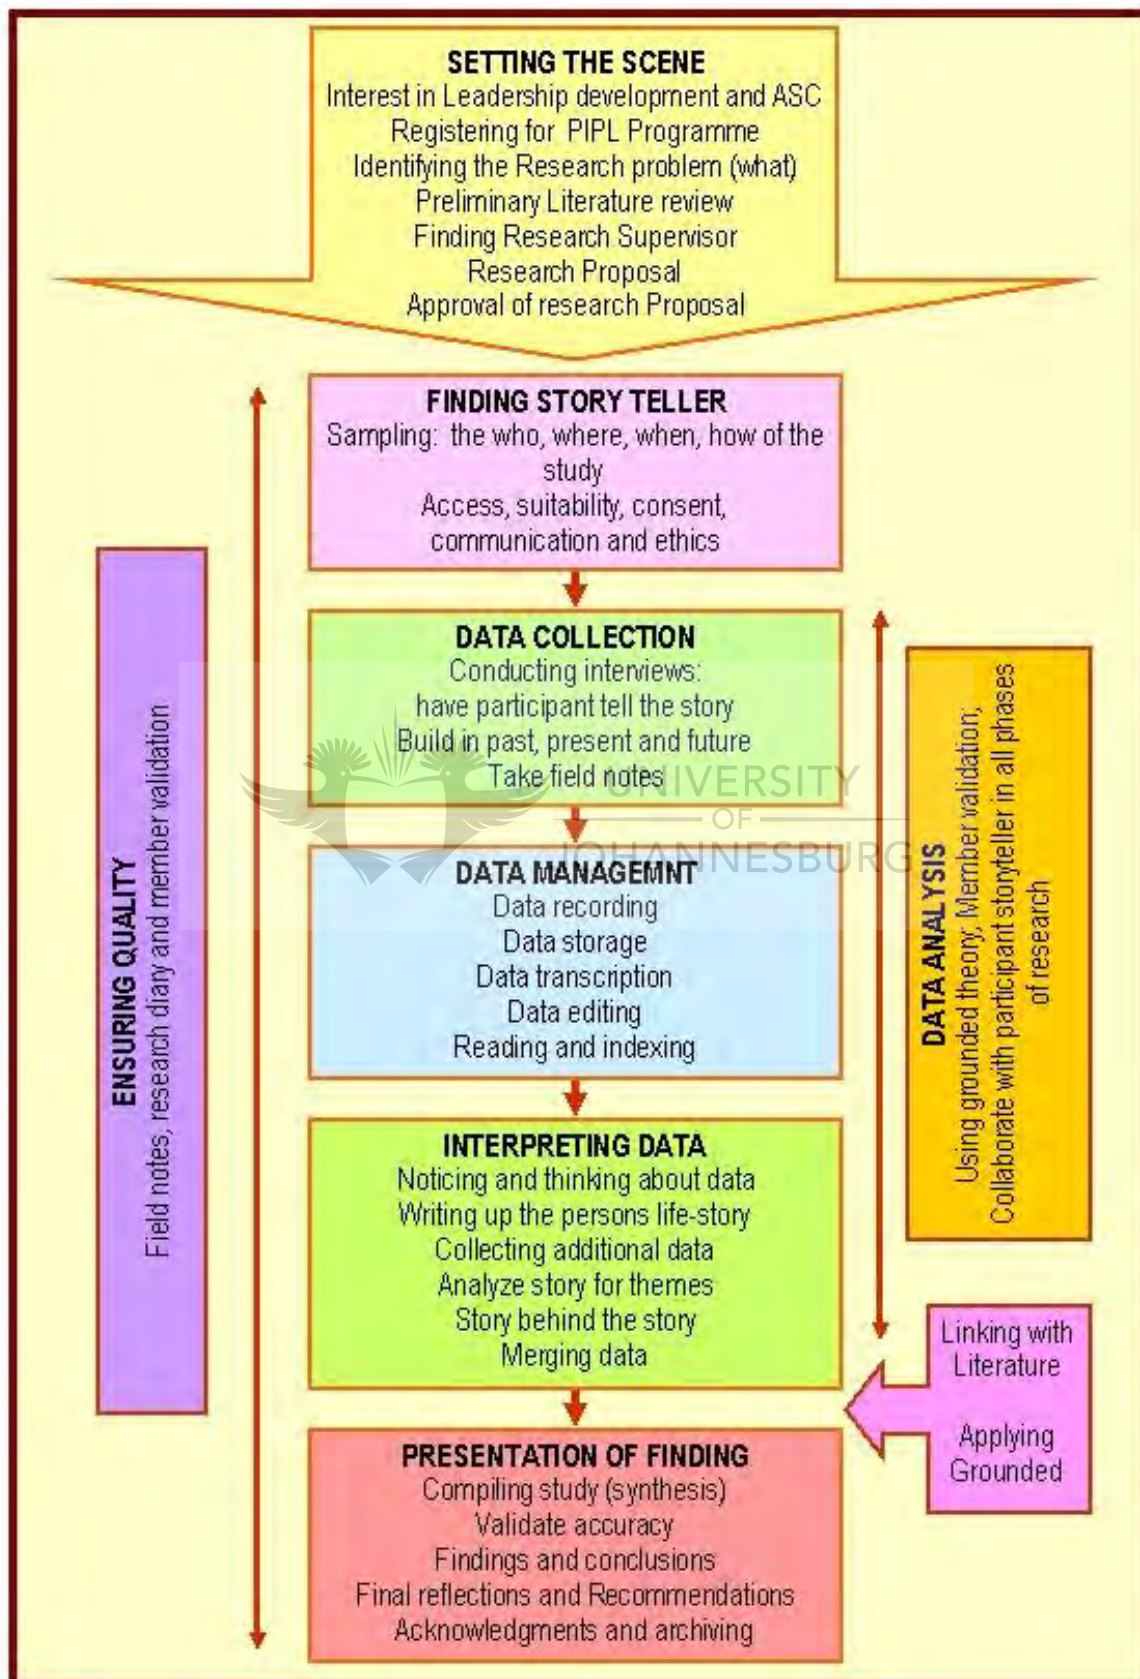 SETTING THE SCENE
Interest in Leadership development and ASC
Registering for PIPL Programme
Identifying the Research problem (what)
Preliminary Literature review
Finding Research Supervisor
Research Proposal
Approval of research Proposal
FINDING STORY TELLER
Sampling: the who, where, when, how of the
study
Access, suitability, consent,
communication and ethics
DATA COLLECTION
Conducting interviews:
have participant tell the story
Build in past, present and future
Take field notes
UNIVERSITY
OF
JOHANNESBURG
DATA MANAGEMNT
Data recording
Data storage
Data transcription
Data editing
Reading and indexing
INTERPRETING DATA
Noticing and thinking about data
Writing up the persons life-story
Collecting additional data
Analyze story for themes
Story behind the story
Merging data
PRESENTATION OF FINDING
Compiling study (synthesis)
Validate accuracy
Findings and conclusions
Final reflections and Recommendations
Acknowledgments and archiving
ENSURING QUALITY
Field notes, research diary and member validation
DATA ANALYSIS
Using grounded theory; Member validation;
Collaborate with participant storyteller in all phases
of research
Linking with
Literature
Applying
Grounded